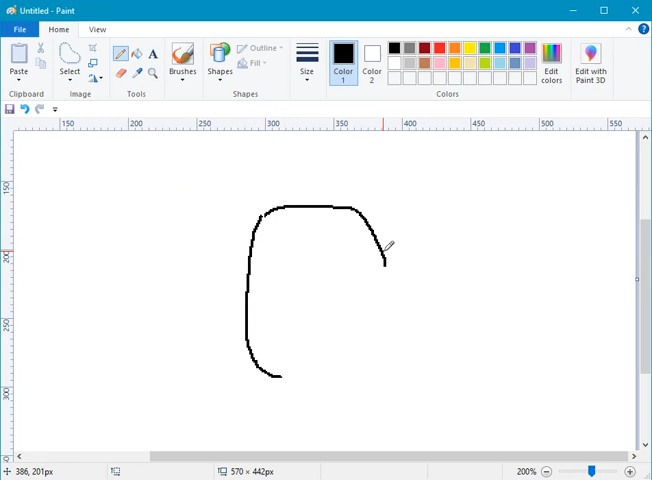 Untitled - Paint
File Home View
Paste
Select
Brushes
Shapes
Outline
Fill
Size
Color 1
Color 2
Edit colors
Edit with Paint 3D
Clipboard
Image
Tools
Shapes
Colors
150 200 250 300 350 400 450 500 550
150
200
250
300
386, 201px
570 × 442px
200%